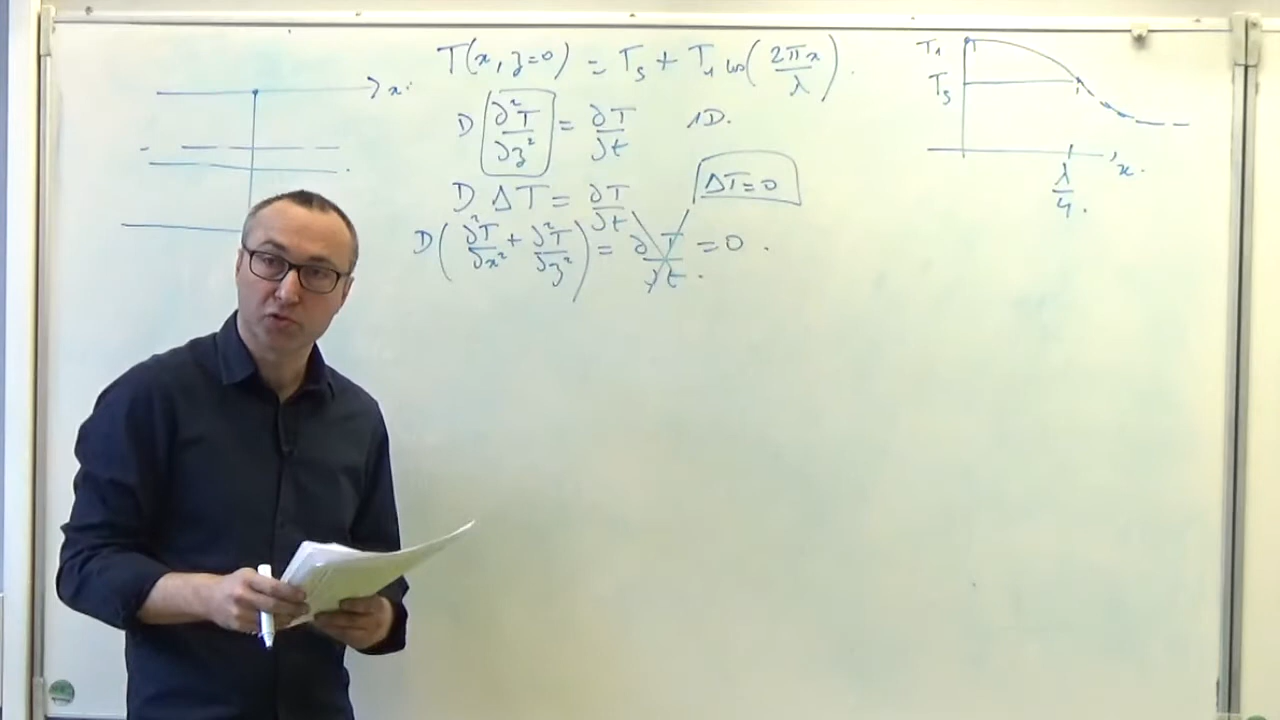 T(x, z=0) = T_s + T_1 cos(2πx/λ).
D ∂²T/∂z² = ∂T/∂t 1D.
D ΔT = ∂T/∂t
ΔT=0
D(∂²T/∂x² + ∂²T/∂z²) = ∂T/∂t = 0.
x
T_1
T_s
x.
λ/4.